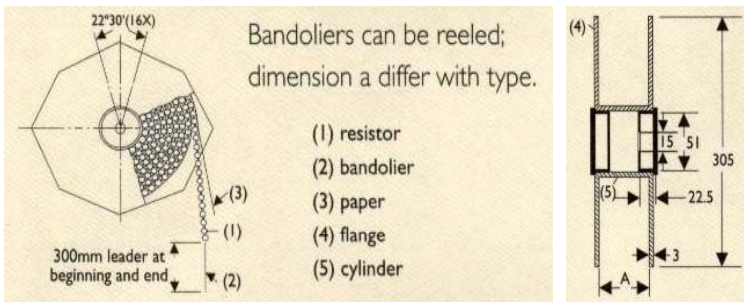 22°30'(16X)
Bandoliers can be reeled;
dimension a differ with type.
(1) resistor
(2) bandolier
(3) paper
(4) flange
(5) cylinder
(3)
(1)
300mm leader at
beginning and end
(2)
(4)
15
51
305
(5)
22.5
3
A